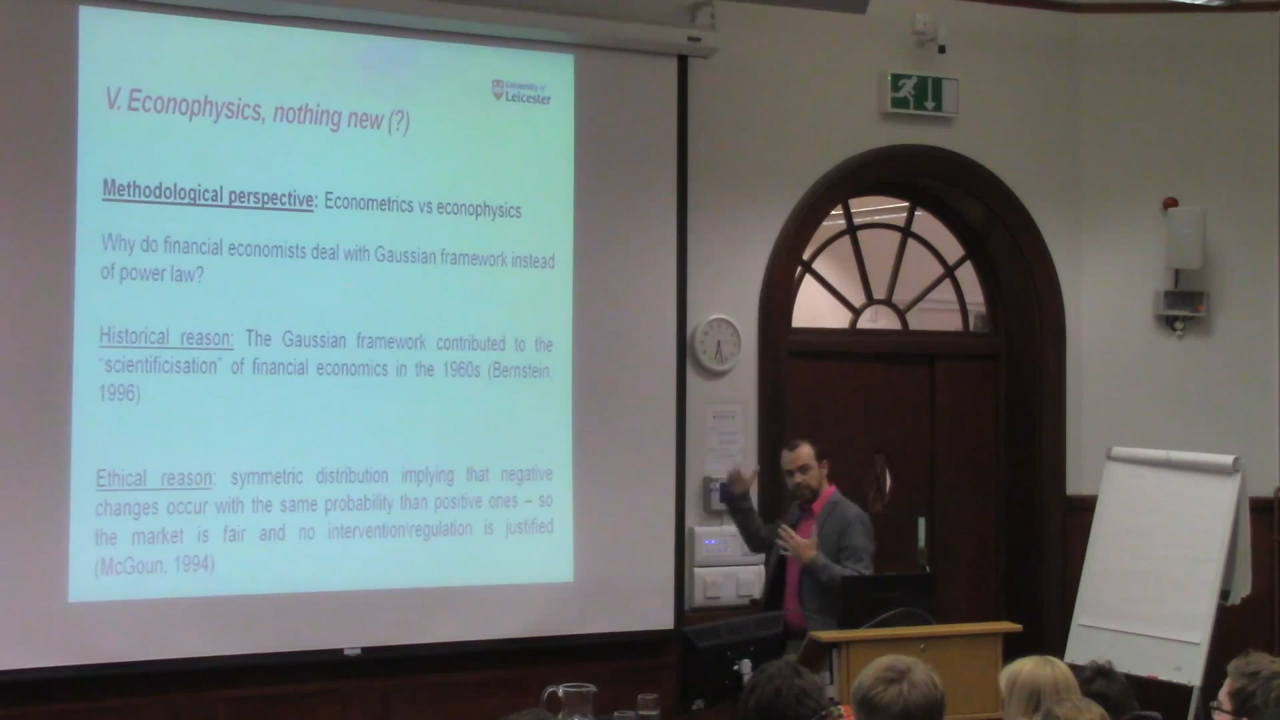 University of
Leicester
V. Econophysics, nothing new (?)
Methodological perspective: Econometrics vs econophysics
Why do financial economists deal with Gaussian framework instead
of power law?
Historical reason: The Gaussian framework contributed to the
"scientificisation" of financial economics in the 1960s (Bernstein,
1996)
Ethical reason: symmetric distribution implying that negative
changes occur with the same probability than positive ones – so
the market is fair and no intervention\regulation is justified
(McGoun, 1994)